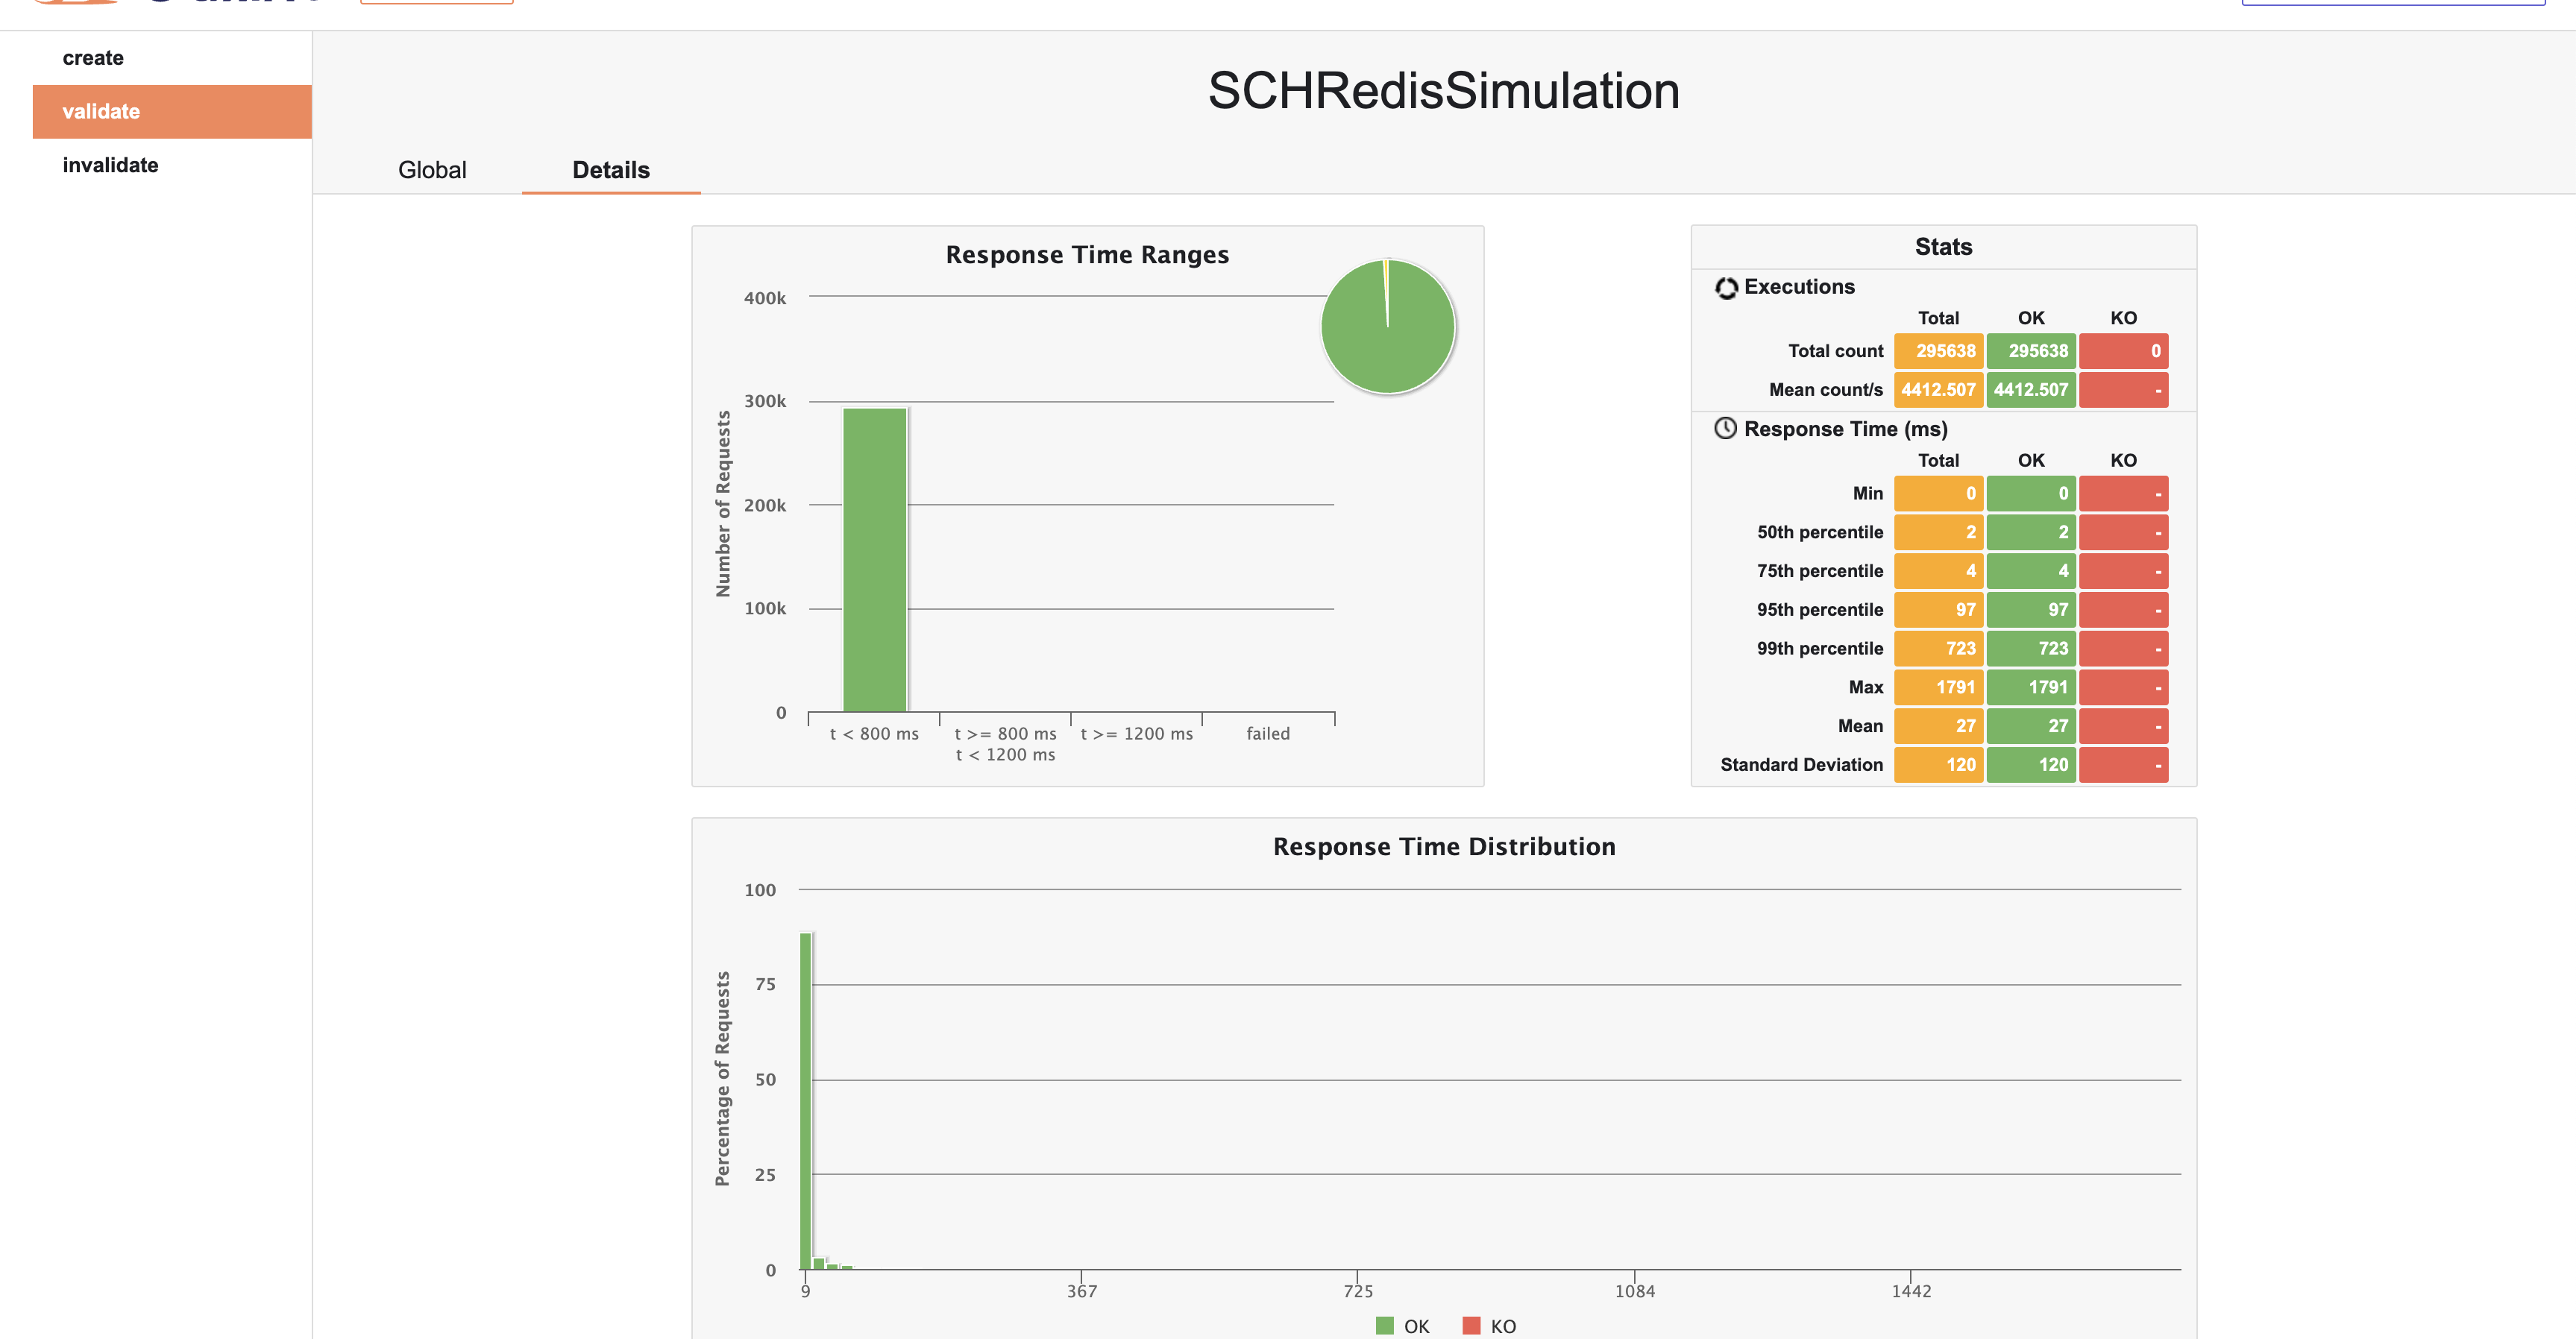 create
validate
invalidate
SCHRedisSimulation
Global Details
Response Time Ranges
400k
300k
200k
100k
0
Number of Requests
t < 800 ms
t >= 800 ms
t < 1200 ms
t >= 1200 ms
failed
Stats
Executions
Total OK KO
Total count 295638 295638 0
Mean count/s 4412.507 4412.507 -
Response Time (ms)
Total OK KO
Min 0 0 -
50th percentile 2 2 -
75th percentile 4 4 -
95th percentile 97 97 -
99th percentile 723 723 -
Max 1791 1791 -
Mean 27 27 -
Standard Deviation 120 120 -
Response Time Distribution
100
75
50
25
0
Percentage of Requests
9 367 725 1084 1442
OK KO